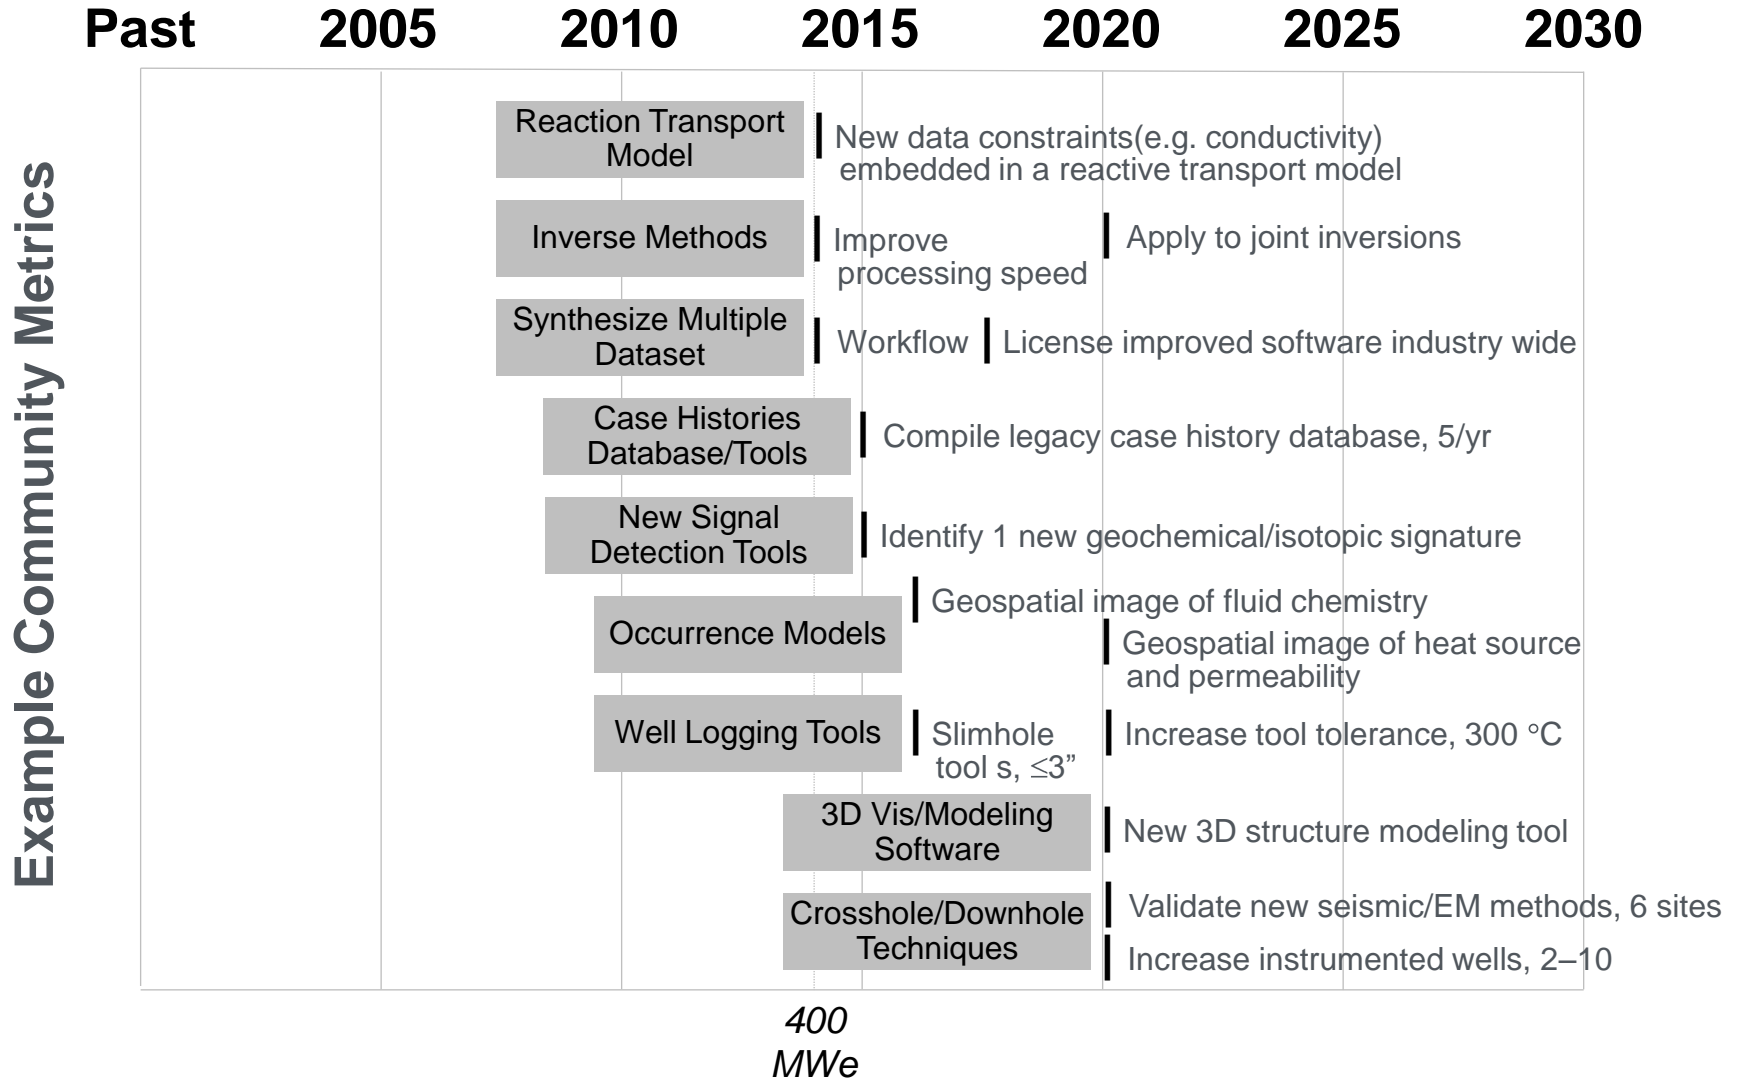 Past 2005 2010 2015 2020 2025 2030
Example Community Metrics
Reaction Transport
Model
New data constraints(e.g. conductivity)
embedded in a reactive transport model
Inverse Methods
Improve
processing speed
Apply to joint inversions
Synthesize Multiple
Dataset
Workflow
License improved software industry wide
Case Histories
Database/Tools
Compile legacy case history database, 5/yr
New Signal
Detection Tools
Identify 1 new geochemical/isotopic signature
Occurrence Models
Geospatial image of fluid chemistry
Geospatial image of heat source
and permeability
Well Logging Tools
Slimhole
tool s, ≤3”
Increase tool tolerance, 300 °C
3D Vis/Modeling
Software
New 3D structure modeling tool
Crosshole/Downhole
Techniques
Validate new seismic/EM methods, 6 sites
Increase instrumented wells, 2–10
400
MWe